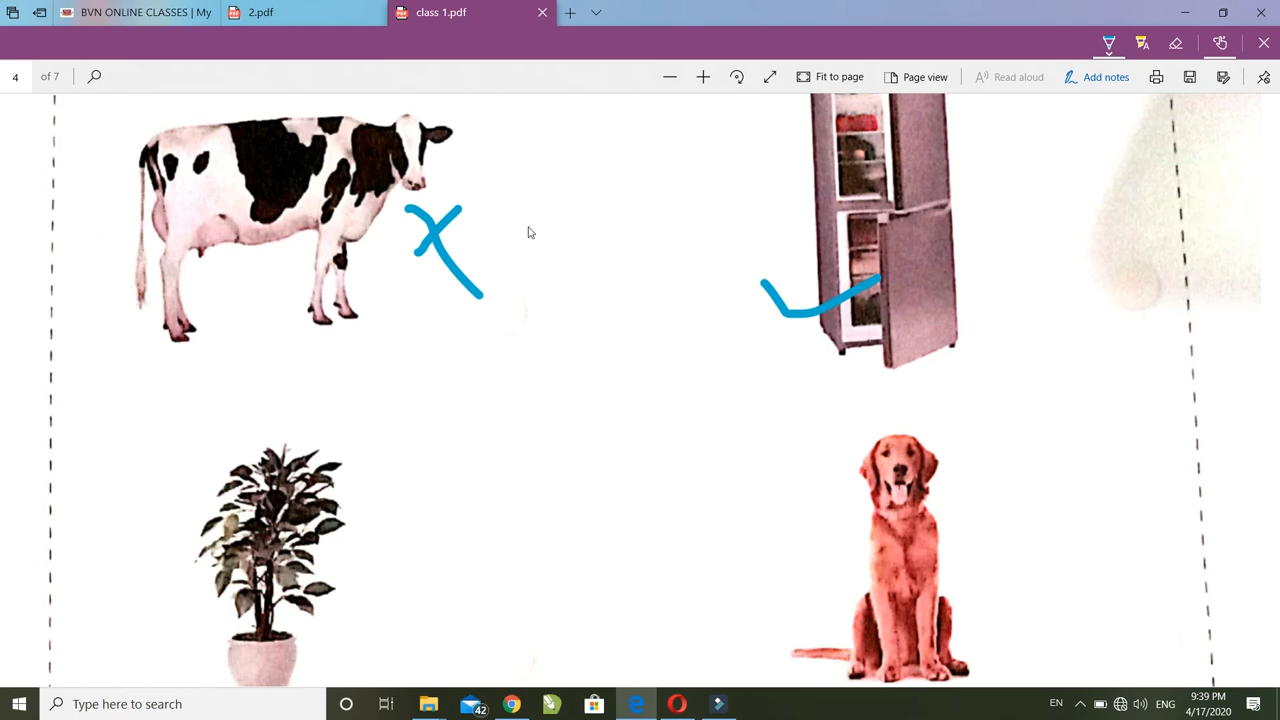 BVN ONLINE CLASSES | My
2.pdf
class 1.pdf
4 of 7
Fit to page
Page view
Read aloud
Add notes
Type here to search
42
EN
ENG
9:39 PM
4/17/2020